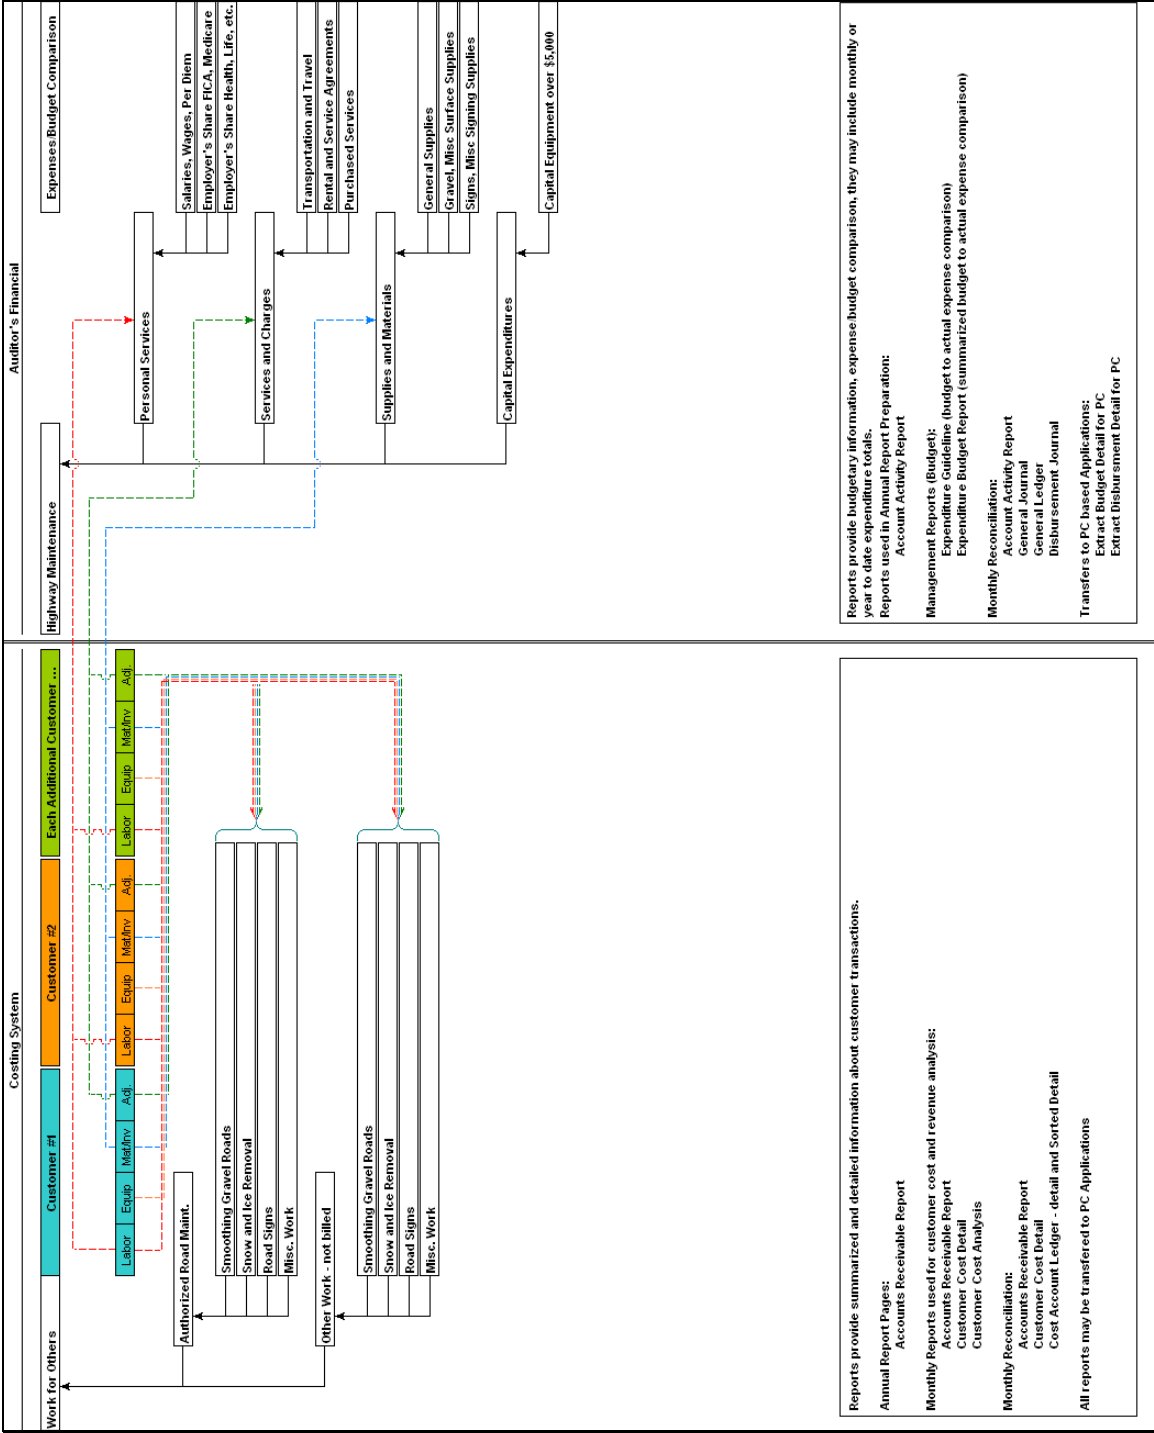 Costing System
Work for Others
Customer #1
Customer #2
Each Additional Customer ...
Labor
Equip
Mat/Inv
Adj.
Labor
Equip
Mat/Inv
Adj.
Labor
Equip
Mat/Inv
Adj.
Authorized Road Maint.
Smoothing Gravel Roads
Snow and Ice Removal
Road Signs
Misc. Work
Other Work - not billed
Smoothing Gravel Roads
Snow and Ice Removal
Road Signs
Misc. Work
Reports provide summarized and detailed information about customer transactions.
Annual Report Pages:
Accounts Receivable Report
Monthly Reports used for customer cost and revenue analysis:
Accounts Receivable Report
Customer Cost Detail
Customer Cost Analysis
Monthly Reconciliation:
Accounts Receivable Report
Customer Cost Detail
Cost Account Ledger - detail and Sorted Detail
All reports may be transfered to PC Applications
Auditor's Financial
Highway Maintenance
Expenses/Budget Comparison
Personal Services
Salaries, Wages, Per Diem
Employer's Share FICA, Medicare
Employer's Share Health, Life, etc.
Services and Charges
Transportation and Travel
Rental and Service Agreements
Purchased Services
Supplies and Materials
General Supplies
Gravel, Misc Surface Supplies
Signs, Misc Signing Supplies
Capital Expenditures
Capital Equipment over $5,000
Reports provide budgetary information, expense/budget comparison, they may include monthly or
year to date expenditure totals.
Reports used in Annual Report Preparation:
Account Activity Report
Management Reports (Budget):
Expenditure Guideline (budget to actual expense comparison)
Expenditure Budget Report (summarized budget to actual expense comparison)
Monthly Reconciliation:
Account Activity Report
General Journal
General Ledger
Disbursement Journal
Transfers to PC based Applications:
Extract Budget Detail for PC
Extract Disbursment Detail for PC